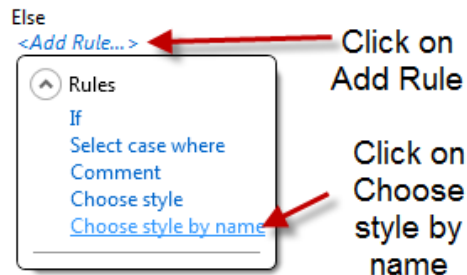 Else
<Add Rule...>
Click on
Add Rule
Rules
If
Select case where
Comment
Choose style
Choose style by name
Click on
Choose
style by
name